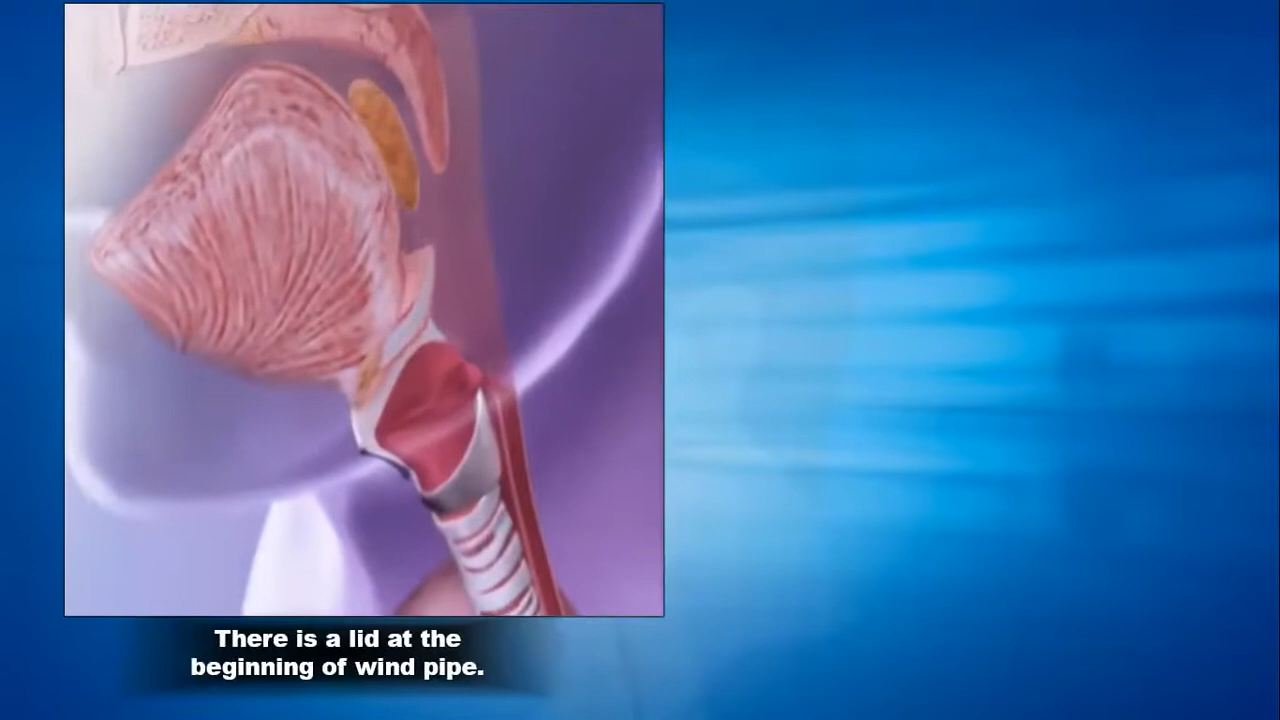 There is a lid at the
beginning of wind pipe.